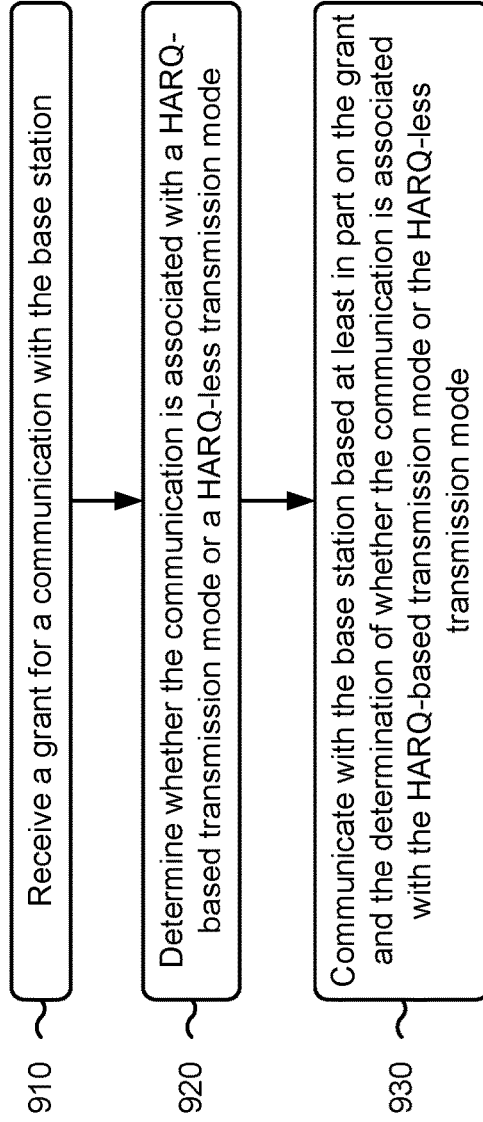 910
Receive a grant for a communication with the base station
920
Determine whether the communication is associated with a HARQ-
based transmission mode or a HARQ-less transmission mode
930
Communicate with the base station based at least in part on the grant
and the determination of whether the communication is associated
with the HARQ-based transmission mode or the HARQ-less
transmission mode